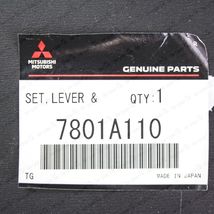 MITSUBISHI
MOTORS
GENUINE PARTS
SET, LEVER & QTY:1
7801A110
TG
MADE IN JAPAN